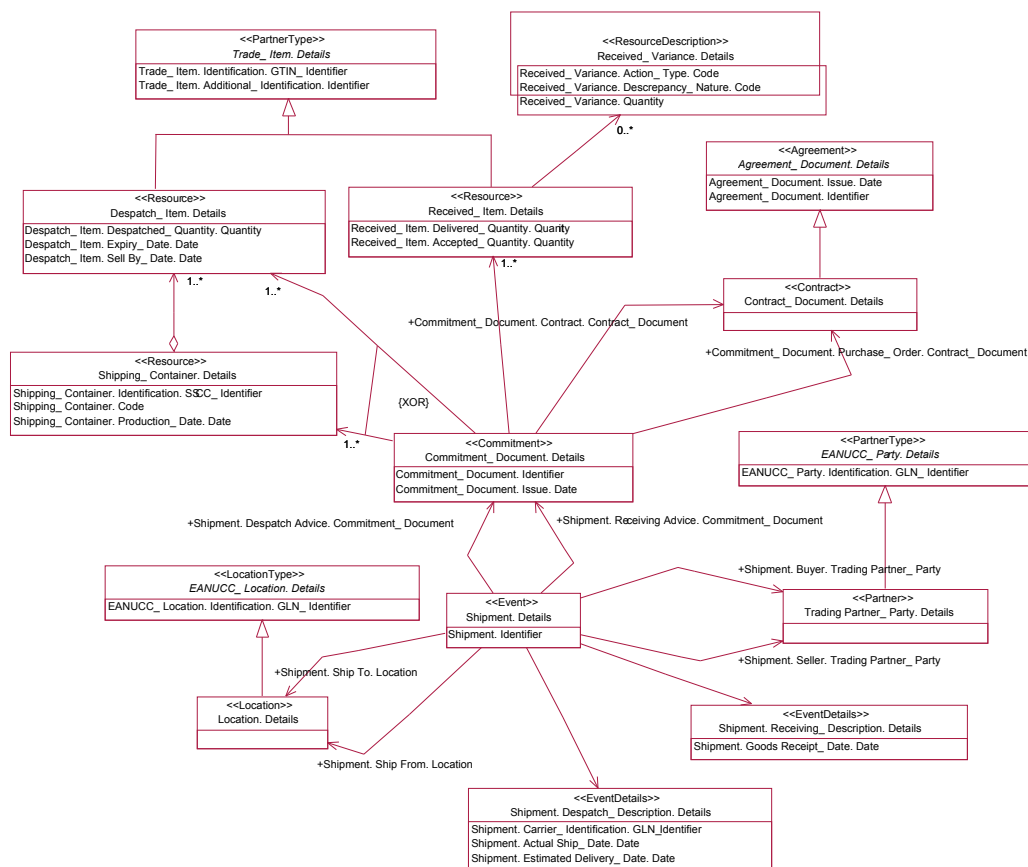 <<PartnerType>>
Trade_ Item. Details
Trade_ Item. Identification. GTIN_ Identifier
Trade_ Item. Additional_ Identification. Identifier
<<ResourceDescription>>
Received_ Variance. Details
Received_ Variance. Action_ Type. Code
Received_ Variance. Descrepancy_ Nature. Code
Received_ Variance. Quantity
0..*
<<Agreement>>
Agreement_ Document. Details
Agreement_ Document. Issue. Date
Agreement_ Document. Identifier
<<Resource>>
Despatch_ Item. Details
Despatch_ Item. Despatched_ Quantity. Quantity
Despatch_ Item. Expiry_ Date. Date
Despatch_ Item. Sell By_ Date. Date
1..*
1..*
<<Resource>>
Received_ Item. Details
Received_ Item. Delivered_ Quantity. Quantity
Received_ Item. Accepted_ Quantity. Quantity
1..*
<<Contract>>
Contract_ Document. Details
+Commitment_ Document. Contract. Contract_ Document
+Commitment_ Document. Purchase_ Order. Contract_ Document
<<Resource>>
Shipping_ Container. Details
Shipping_ Container. Identification. SSCC_ Identifier
Shipping_ Container. Code
Shipping_ Container. Production_ Date. Date
{XOR}
1..*
<<Commitment>>
Commitment_ Document. Details
Commitment_ Document. Identifier
Commitment_ Document. Issue. Date
<<PartnerType>>
EANUCC_ Party. Details
EANUCC_ Party. Identification. GLN_ Identifier
+Shipment. Despatch Advice. Commitment_ Document
+Shipment. Receiving Advice. Commitment_ Document
<<LocationType>>
EANUCC_ Location. Details
EANUCC_ Location. Identification. GLN_ Identifier
<<Event>>
Shipment. Details
Shipment. Identifier
+Shipment. Buyer. Trading Partner_ Party
<<Partner>>
Trading Partner_ Party. Details
+Shipment. Seller. Trading Partner_ Party
+Shipment. Ship To. Location
<<Location>>
Location. Details
+Shipment. Ship From. Location
<<EventDetails>>
Shipment. Receiving_ Description. Details
Shipment. Goods Receipt_ Date. Date
<<EventDetails>>
Shipment. Despatch_ Description. Details
Shipment. Carrier_ Identification. GLN_Identifier
Shipment. Actual Ship_ Date. Date
Shipment. Estimated Delivery_ Date. Date